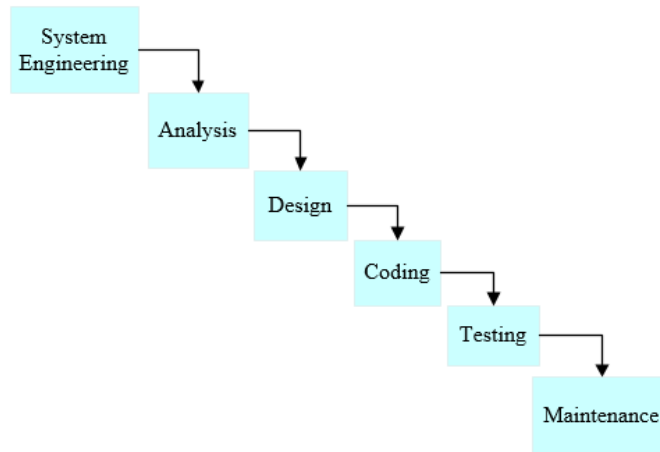 System
Engineering
Analysis
Design
Coding
Testing
Maintenance